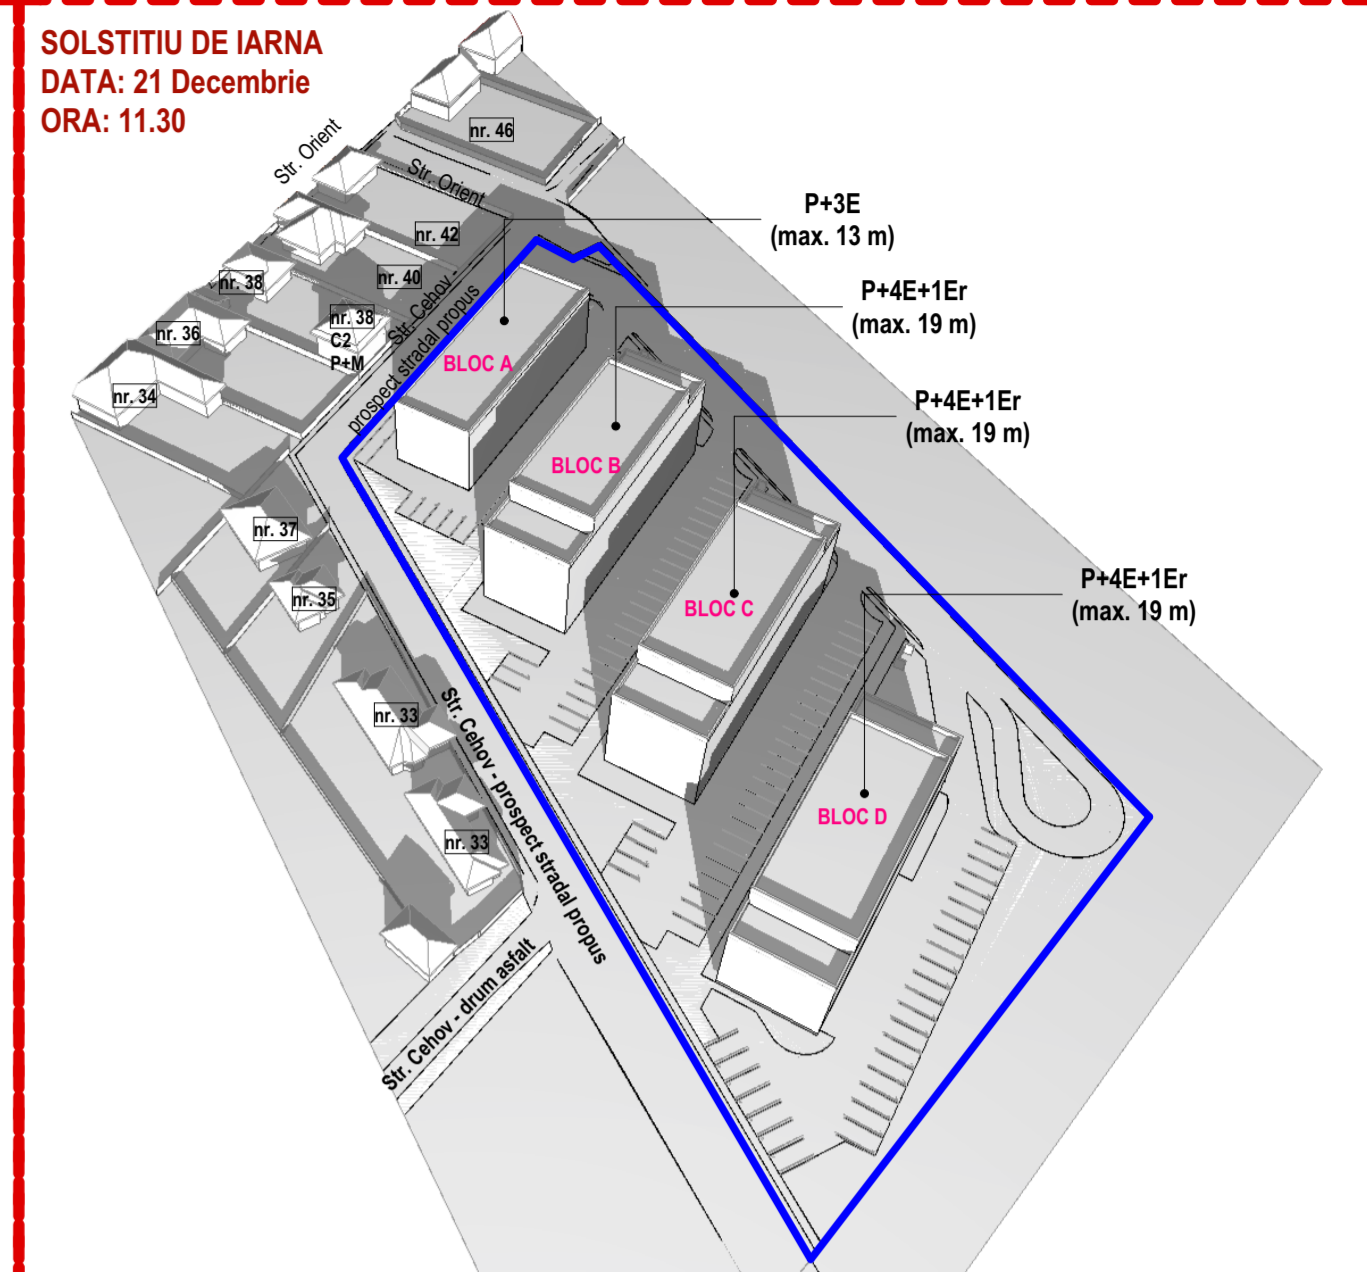 SOLSTITIU DE IARNA
DATA: 21 Decembrie
ORA: 11.30
Str. Orient
nr. 46
Str. Orient
P+3E
(max. 13 m)
nr. 42
nr. 40
nr. 38
nr. 38
C2
P+M
nr. 36
nr. 34
Str. Cehov -
prospect stradal propus
P+4E+1Er
(max. 19 m)
BLOC A
P+4E+1Er
(max. 19 m)
BLOC B
nr. 37
nr. 35
P+4E+1Er
(max. 19 m)
BLOC C
nr. 33
Str. Cehov - prospect stradal propus
BLOC D
nr. 33
Str. Cehov - drum asfalt